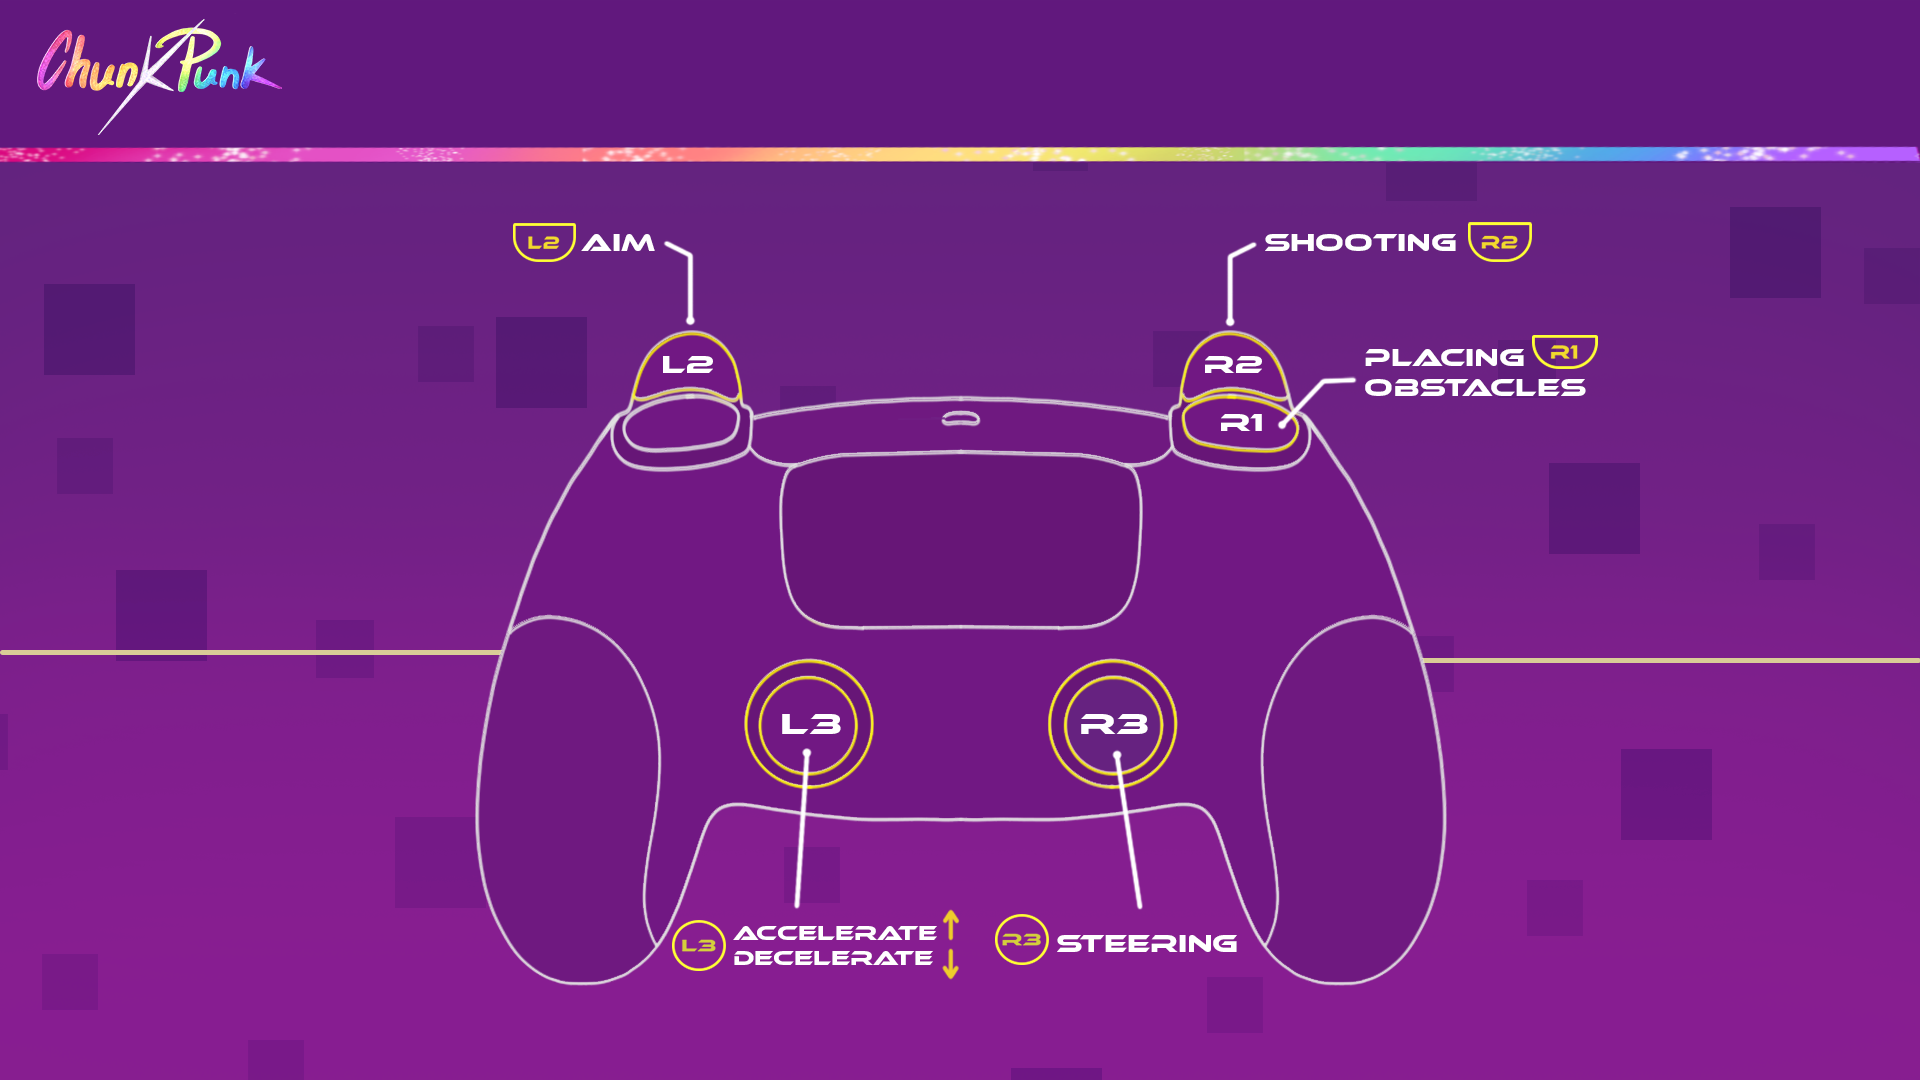 ChunkPunk
L2 AIM
SHOOTING R2
L2
R2
PLACING R1
OBSTACLES
R1
L3
R3
L3 ACCELERATE
DECELERATE
R3 STEERING